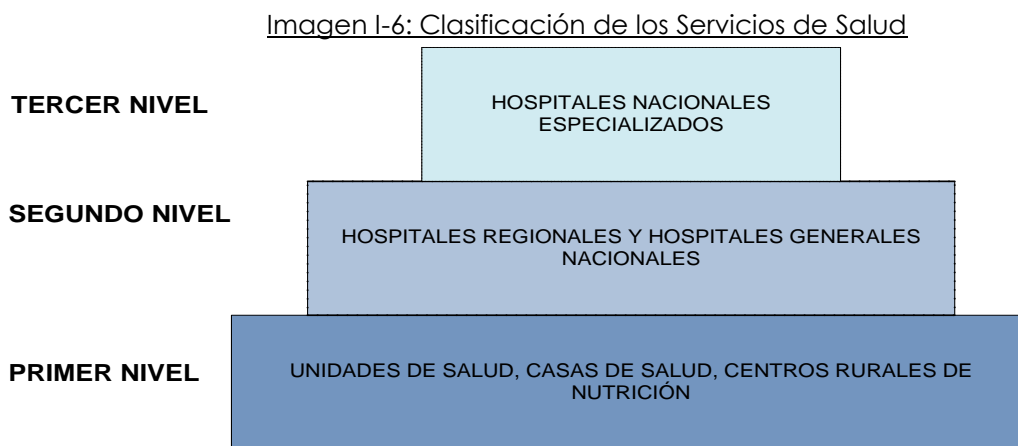 Imagen I-6: Clasificación de los Servicios de Salud
TERCER NIVEL
HOSPITALES NACIONALES
ESPECIALIZADOS
SEGUNDO NIVEL
HOSPITALES REGIONALES Y HOSPITALES GENERALES
NACIONALES
PRIMER NIVEL
UNIDADES DE SALUD, CASAS DE SALUD, CENTROS RURALES DE
NUTRICIÓN